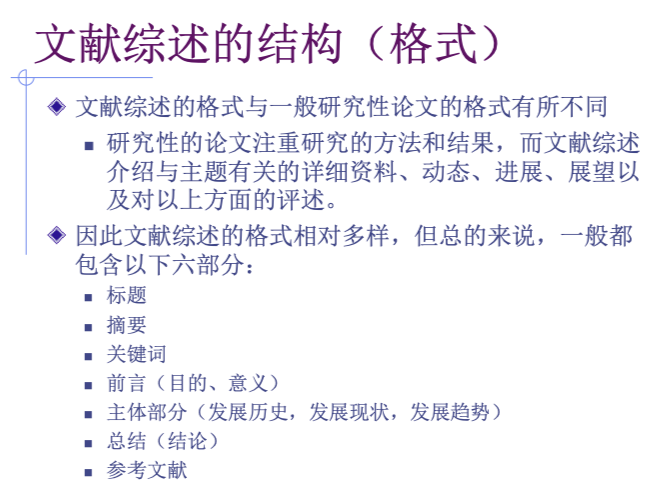 文献综述的结构（格式）
文献综述的格式与一般研究性论文的格式有所不同
研究性的论文注重研究的方法和结果，而文献综述
介绍与主题有关的详细资料、动态、进展、展望以
及对以上方面的评述。
因此文献综述的格式相对多样，但总的来说，一般都
包含以下六部分：
标题
摘要
关键词
前言（目的、意义）
主体部分（发展历史，发展现状，发展趋势）
总结（结论）
参考文献